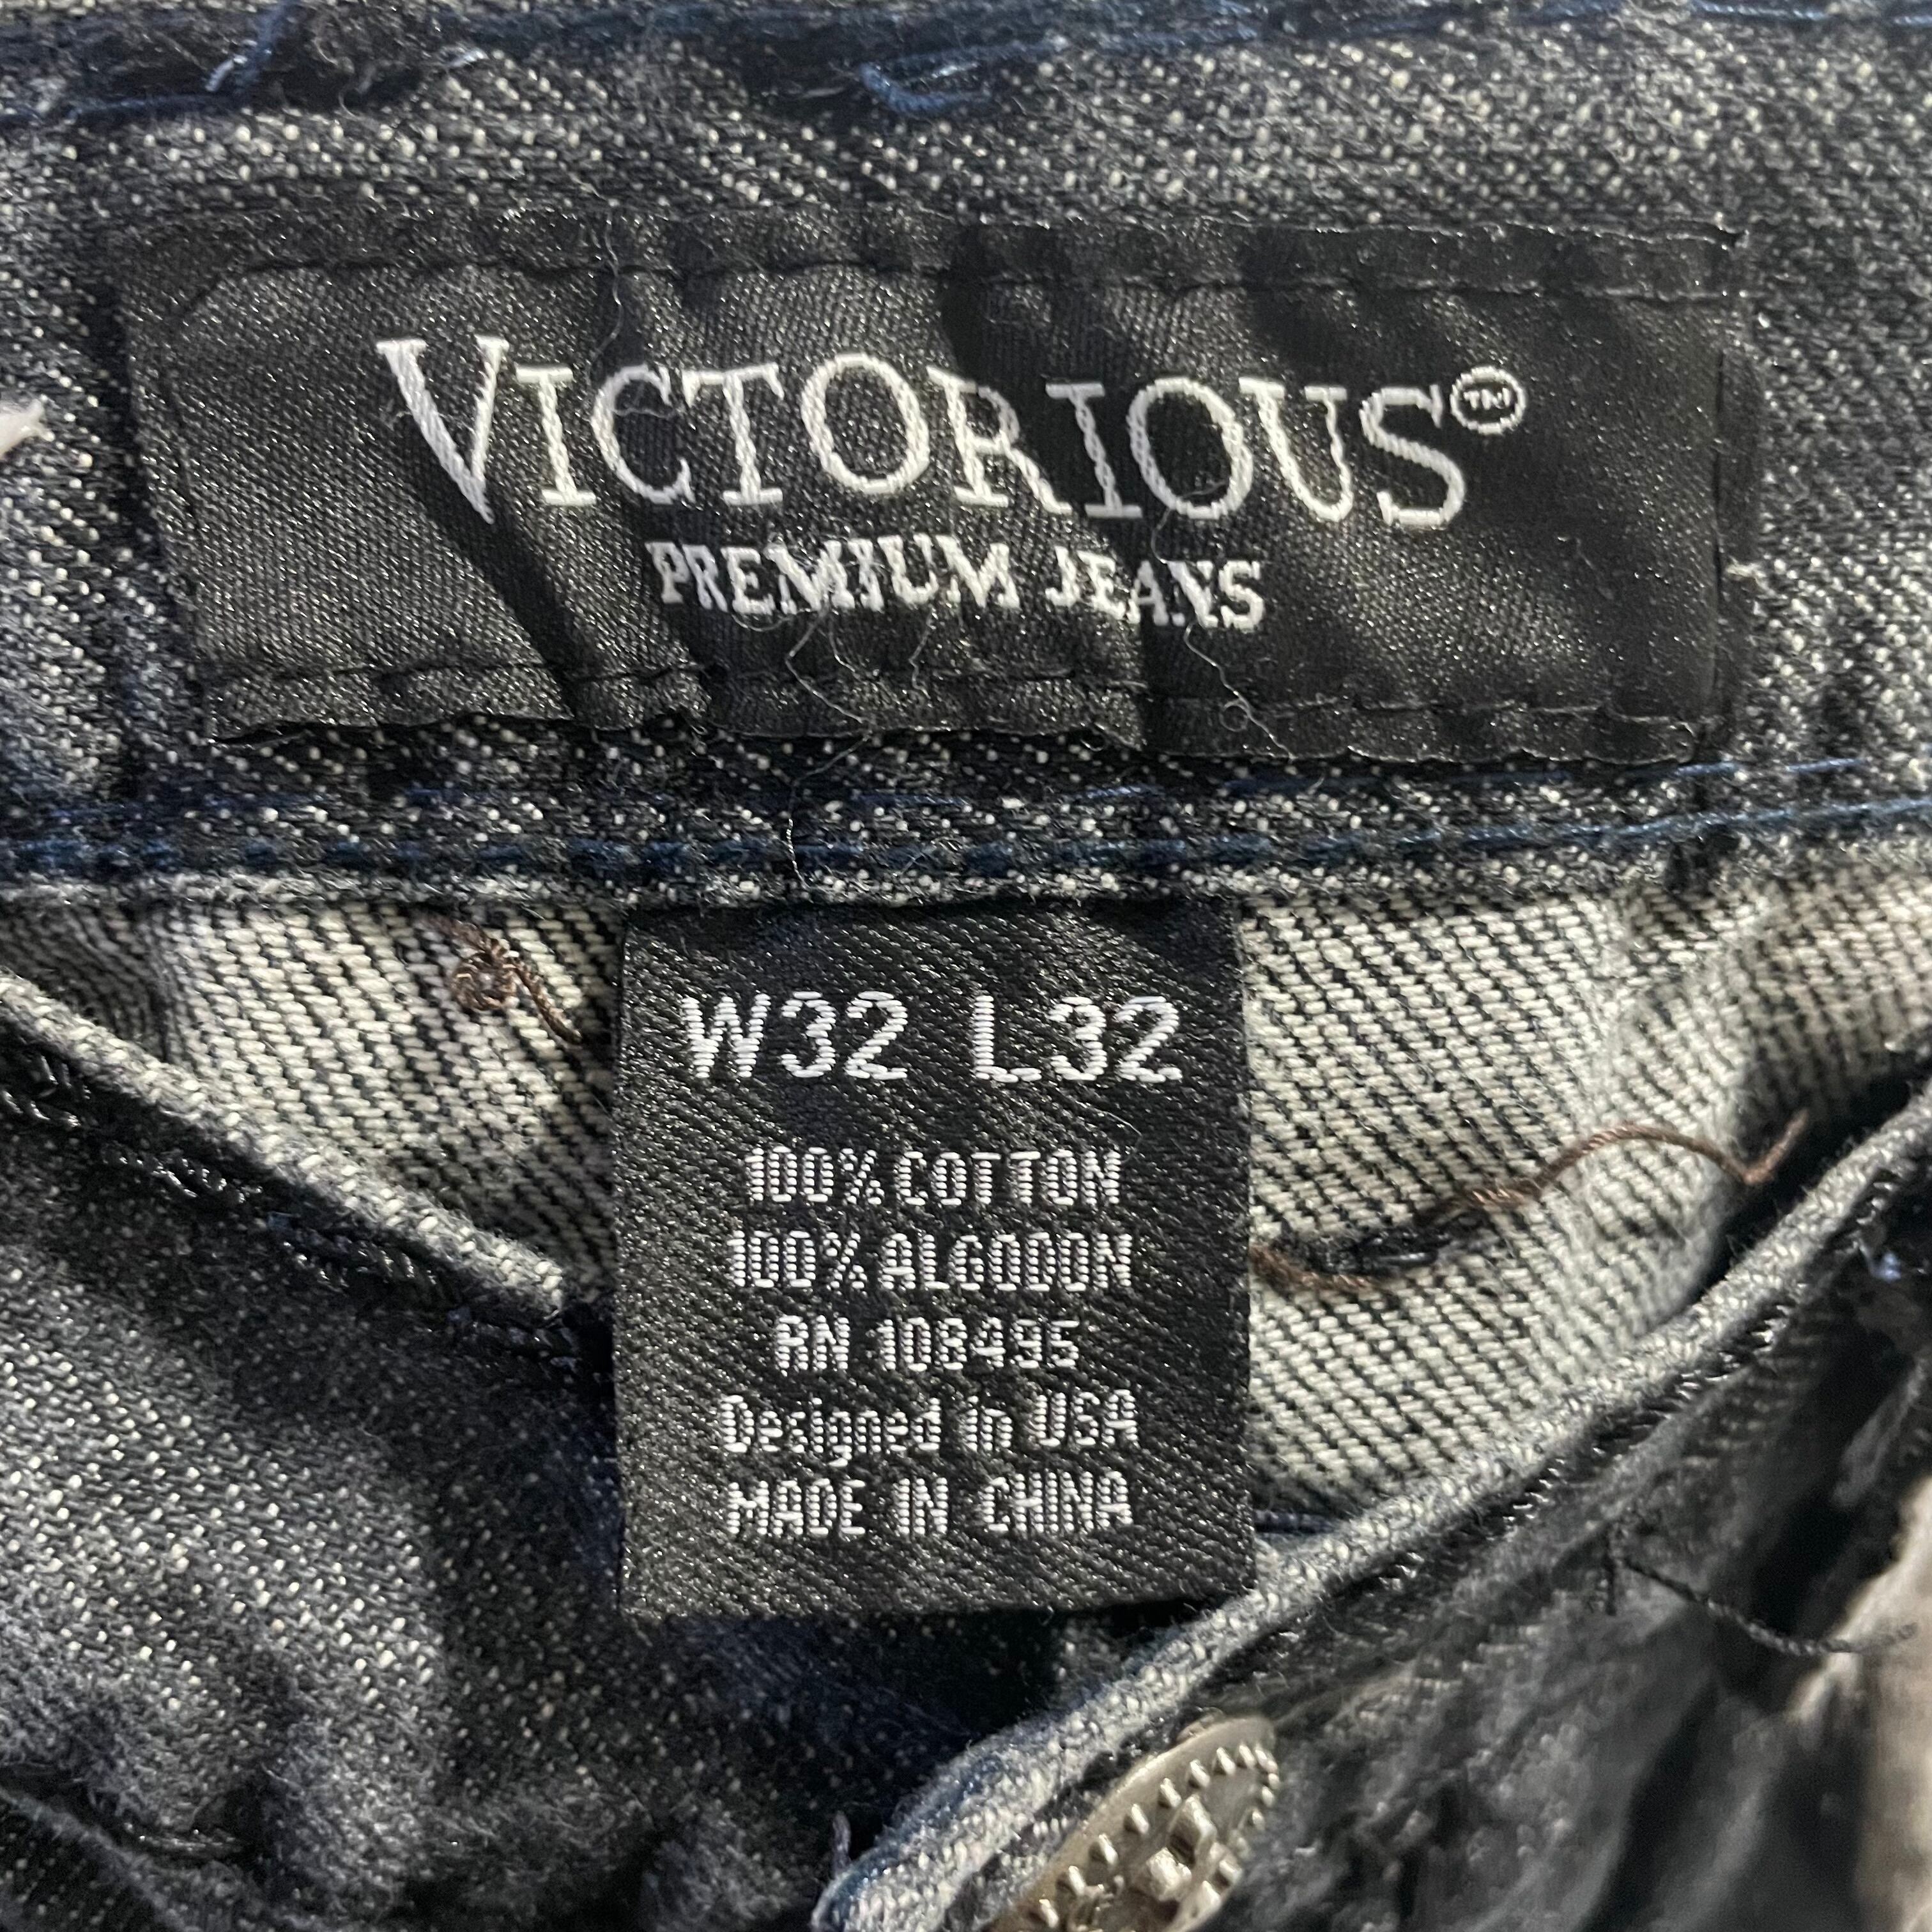 VICTORIOUS™
PREMIUM JEANS
W32 L32
100% COTTON
100% ALGODON
RN 108495
Designed in USA
MADE IN CHINA